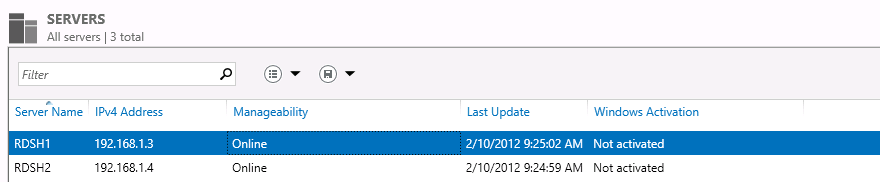 SERVERS
All servers | 3 total
Filter
Server Name IPv4 Address Manageability Last Update Windows Activation
RDSH1 192.168.1.3 Online 2/10/2012 9:25:02 AM Not activated
RDSH2 192.168.1.4 Online 2/10/2012 9:24:59 AM Not activated